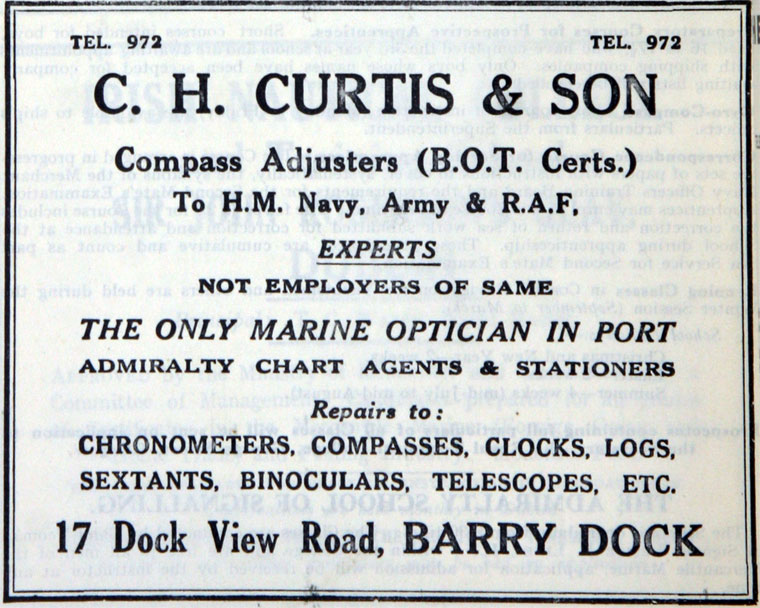 TEL. 972 TEL. 972
C. H. CURTIS & SON
Compass Adjusters (B.O.T. Certs.)
To H.M. Navy, Army & R.A.F,
EXPERTS
NOT EMPLOYERS OF SAME
THE ONLY MARINE OPTICIAN IN PORT
ADMIRALTY CHART AGENTS & STATIONERS
Repairs to:
CHRONOMETERS, COMPASSES, CLOCKS, LOGS,
SEXTANTS, BINOCULARS, TELESCOPES, ETC.
17 Dock View Road, BARRY DOCK